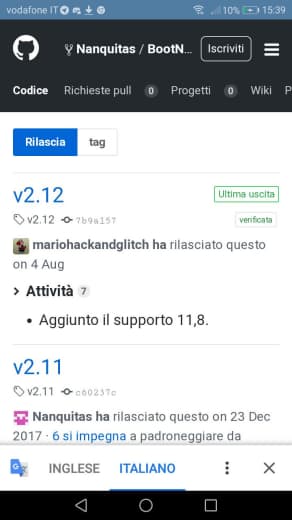 vodafone IT 10% 15:39
Nanquitas / BootN... Iscriviti
Codice Richieste pull 0 Progetti 0 Wiki P
Rilascia tag
v2.12 Ultima uscita
v2.12 7b9a157 verificata
mariohackandglitch ha rilasciato questo
on 4 Aug
Attività 7
Aggiunto il supporto 11,8.
v2.11
v2.11 c60237c
Nanquitas ha rilasciato questo on 23 Dec
2017 · 6 si impegna a padroneggiare da
INGLESE ITALIANO